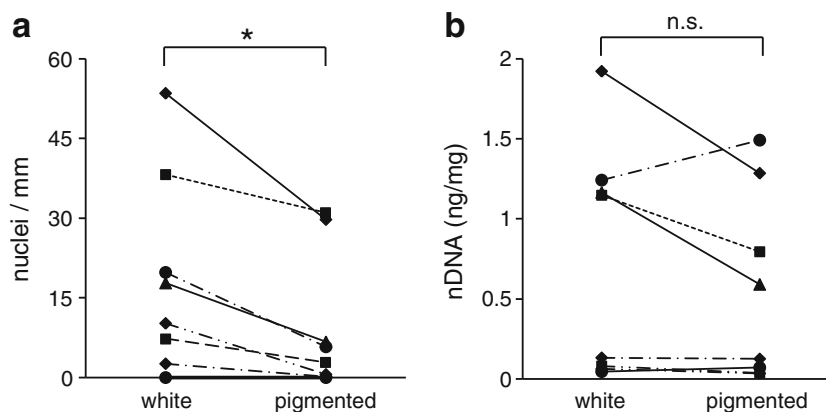 a
*
60
45
30
15
0
nuclei / mm
white
pigmented
b
n.s.
2
1.5
1
0.5
0
nDNA (ng/mg)
white
pigmented